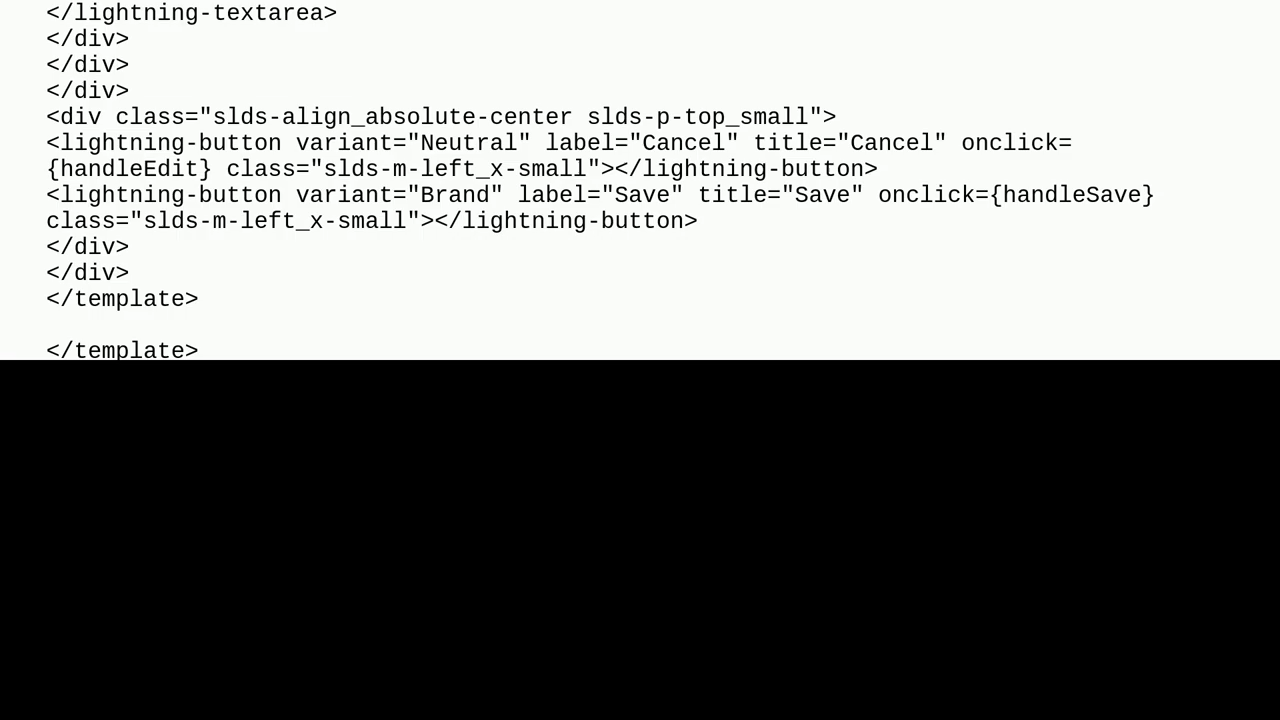 </lightning-textarea>
</div>
</div>
</div>
<div class="slds-align_absolute-center slds-p-top_small">
<lightning-button variant="Neutral" label="Cancel" title="Cancel" onclick=
{handleEdit} class="slds-m-left_x-small"></lightning-button>
<lightning-button variant="Brand" label="Save" title="Save" onclick={handleSave}
class="slds-m-left_x-small"></lightning-button>
</div>
</div>
</template>
</template>